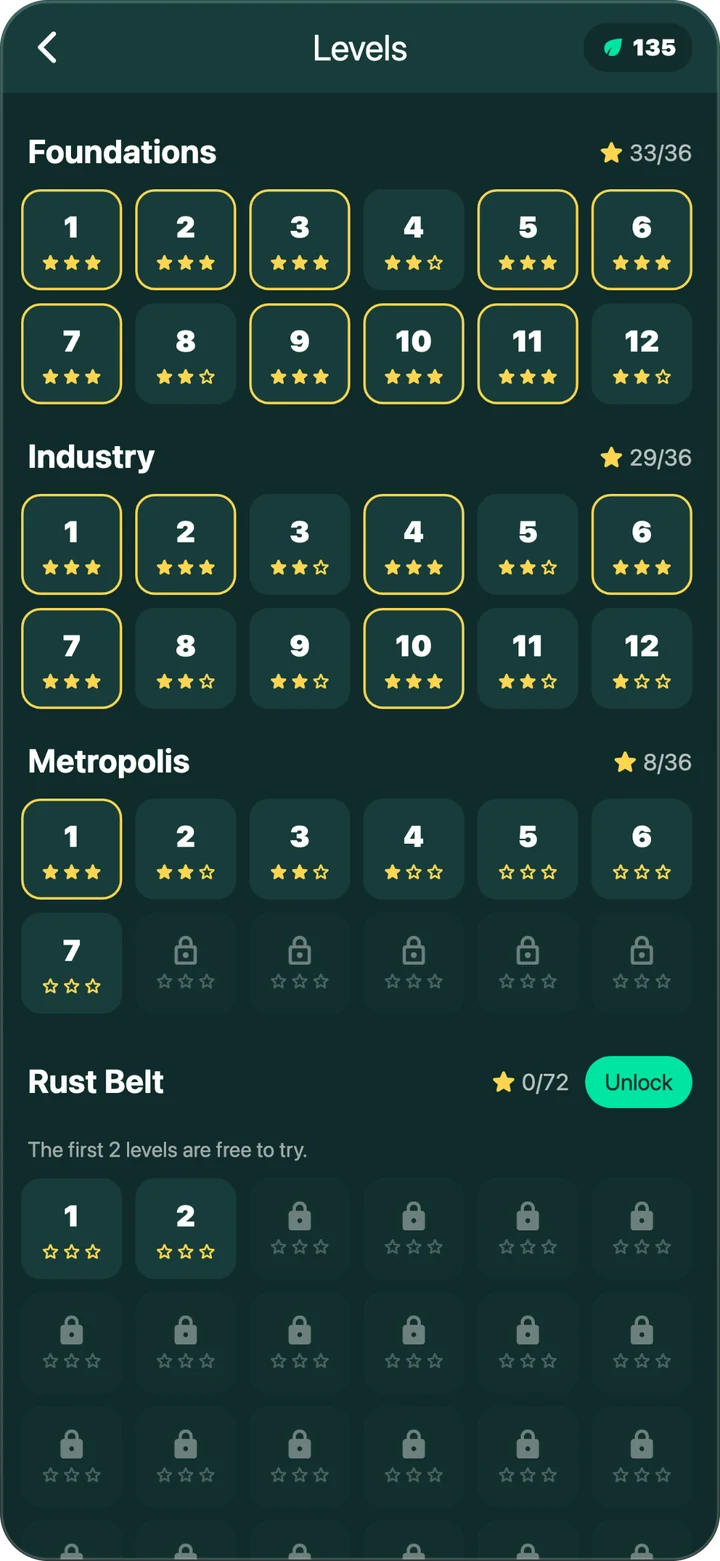 Levels 135
Foundations 33/36
1 2 3 4 5 6
7 8 9 10 11 12
Industry 29/36
1 2 3 4 5 6
7 8 9 10 11 12
Metropolis 8/36
1 2 3 4 5 6
7
Rust Belt 0/72 Unlock
The first 2 levels are free to try.
1 2